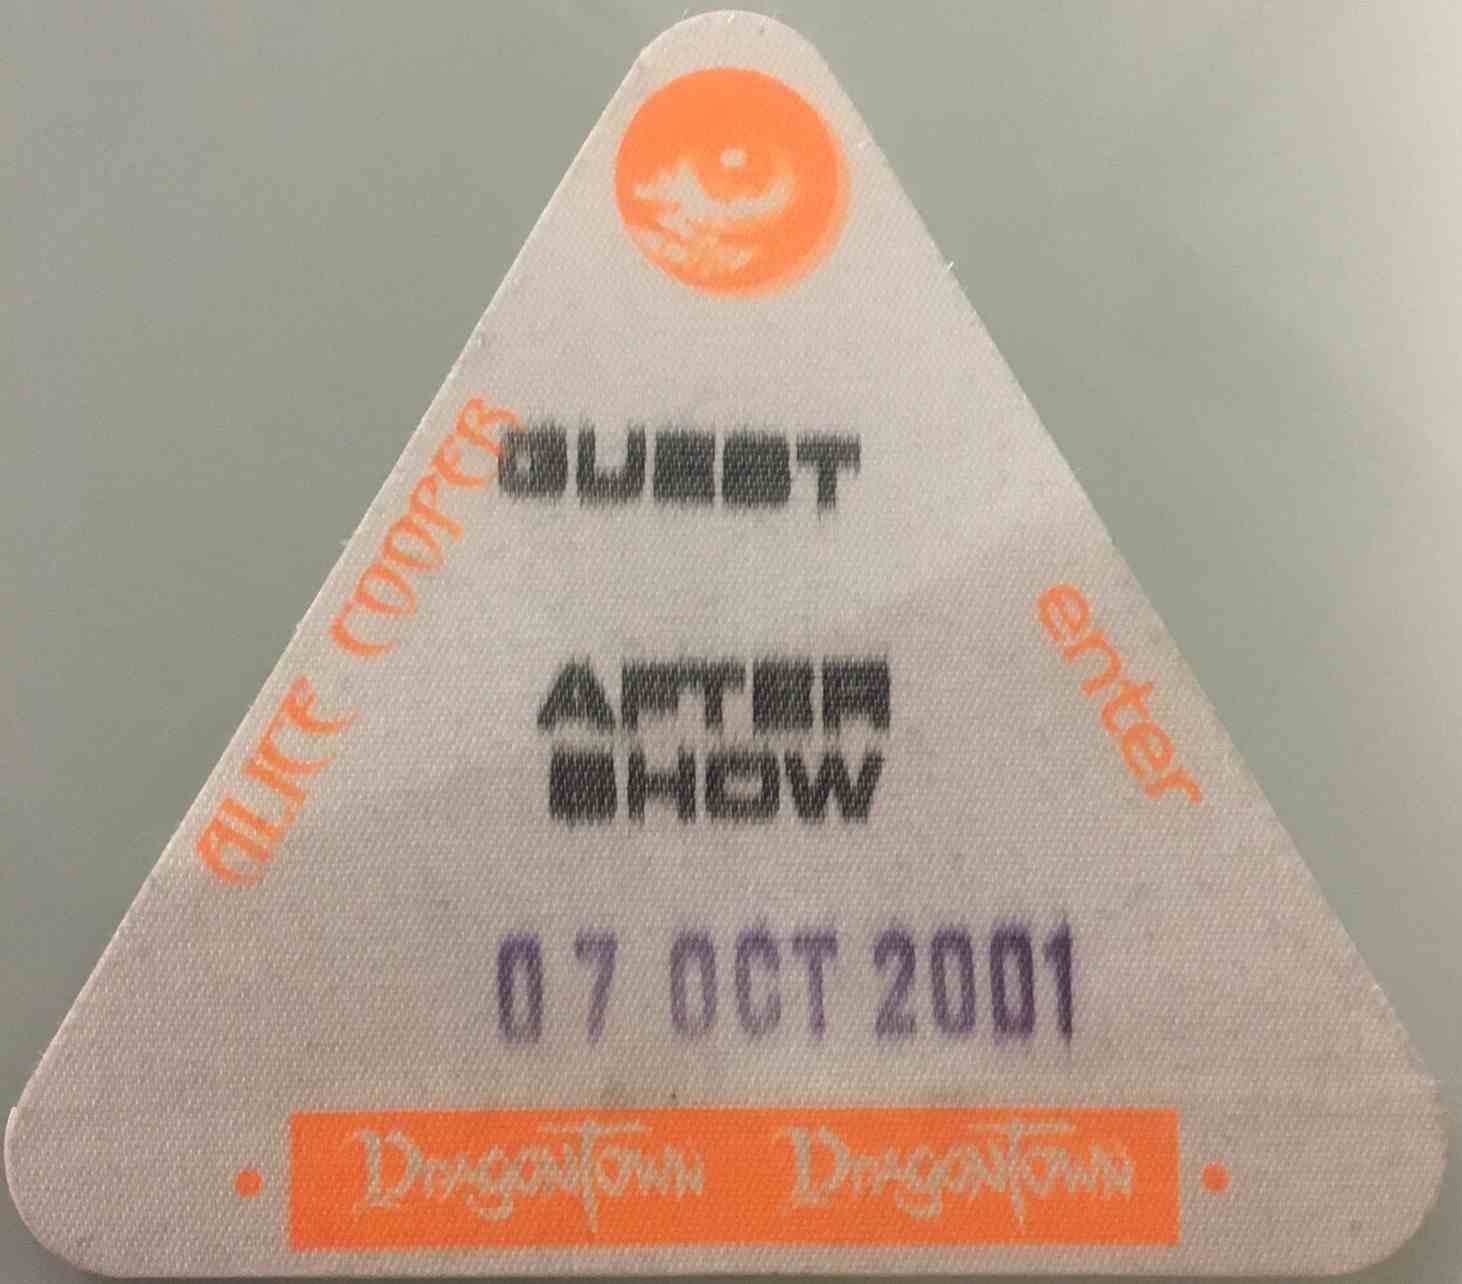 GUEST
ALICE COOPER
enter
AFTER
SHOW
07 OCT 2001
DRAGONTOWN DRAGONTOWN